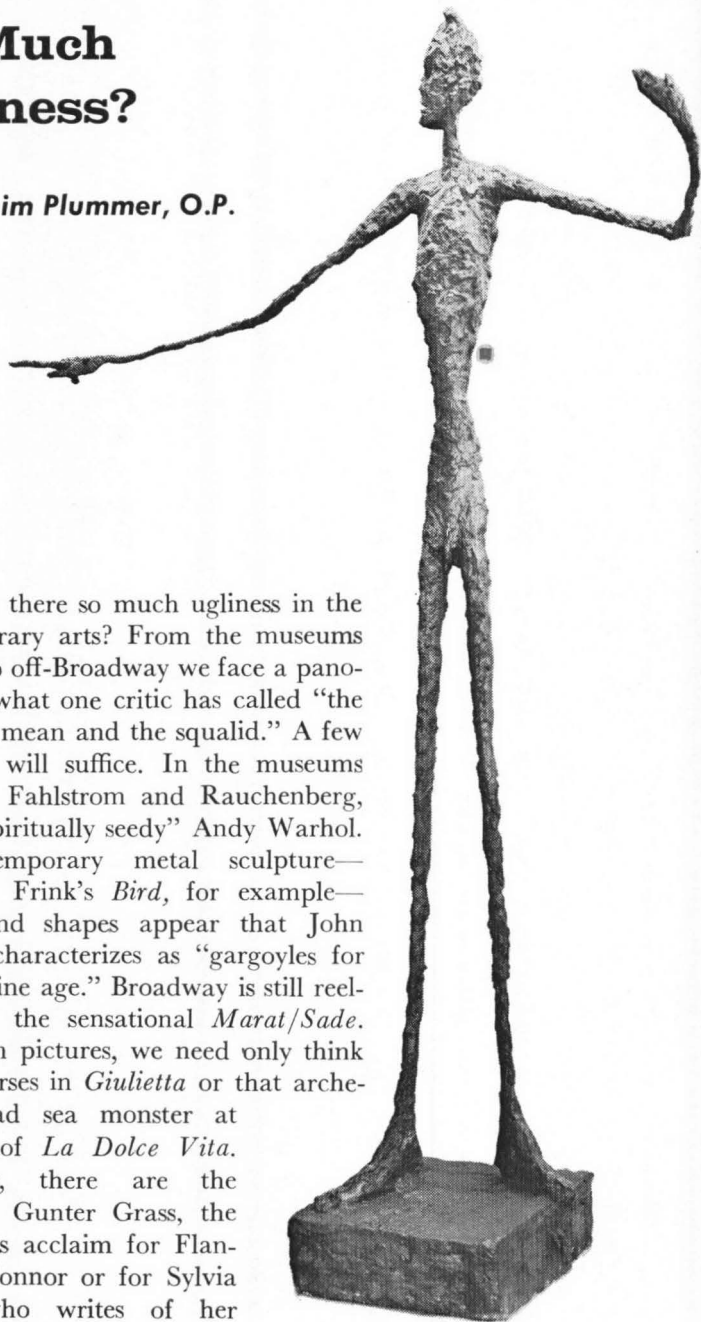 Much
ness?
im Plummer, O.P.
there so much ugliness in the
rary arts? From the museums
off-Broadway we face a pano-
what one critic has called “the
mean and the squalid.” A few
will suffice. In the museums
Fahlstrom and Rauchenberg,
piritually seedy” Andy Warhol.
temporary metal sculpture—
Frink’s Bird, for example—
nd shapes appear that John
characterizes as “gargoyles for
ine age.” Broadway is still reel-
the sensational Marat/Sade.
n pictures, we need only think
rses in Giulietta or that arche-
ad sea monster at
of La Dolce Vita.
, there are the
Gunter Grass, the
s acclaim for Flan-
onnor or for Sylvia
ho writes of her